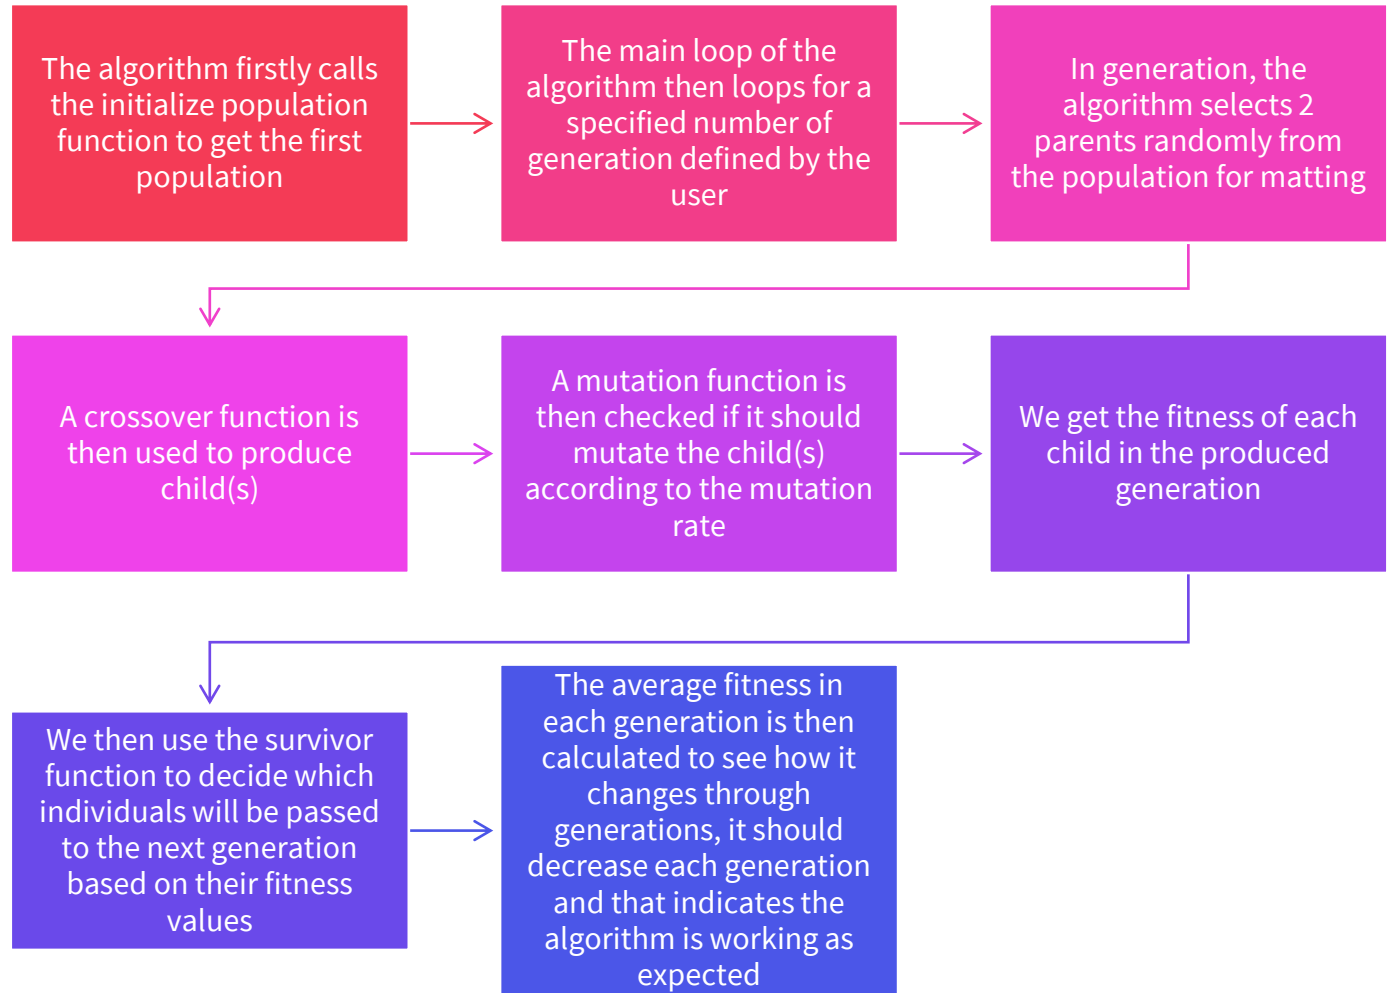 The algorithm firstly calls
the initialize population
function to get the first
population
The main loop of the
algorithm then loops for a
specified number of
generation defined by the
user
In generation, the
algorithm selects 2
parents randomly from
the population for matting
A crossover function is
then used to produce
child(s)
A mutation function is
then checked if it should
mutate the child(s)
according to the mutation
rate
We get the fitness of each
child in the produced
generation
We then use the survivor
function to decide which
individuals will be passed
to the next generation
based on their fitness
values
The average fitness in
each generation is then
calculated to see how it
changes through
generations, it should
decrease each generation
and that indicates the
algorithm is working as
expected